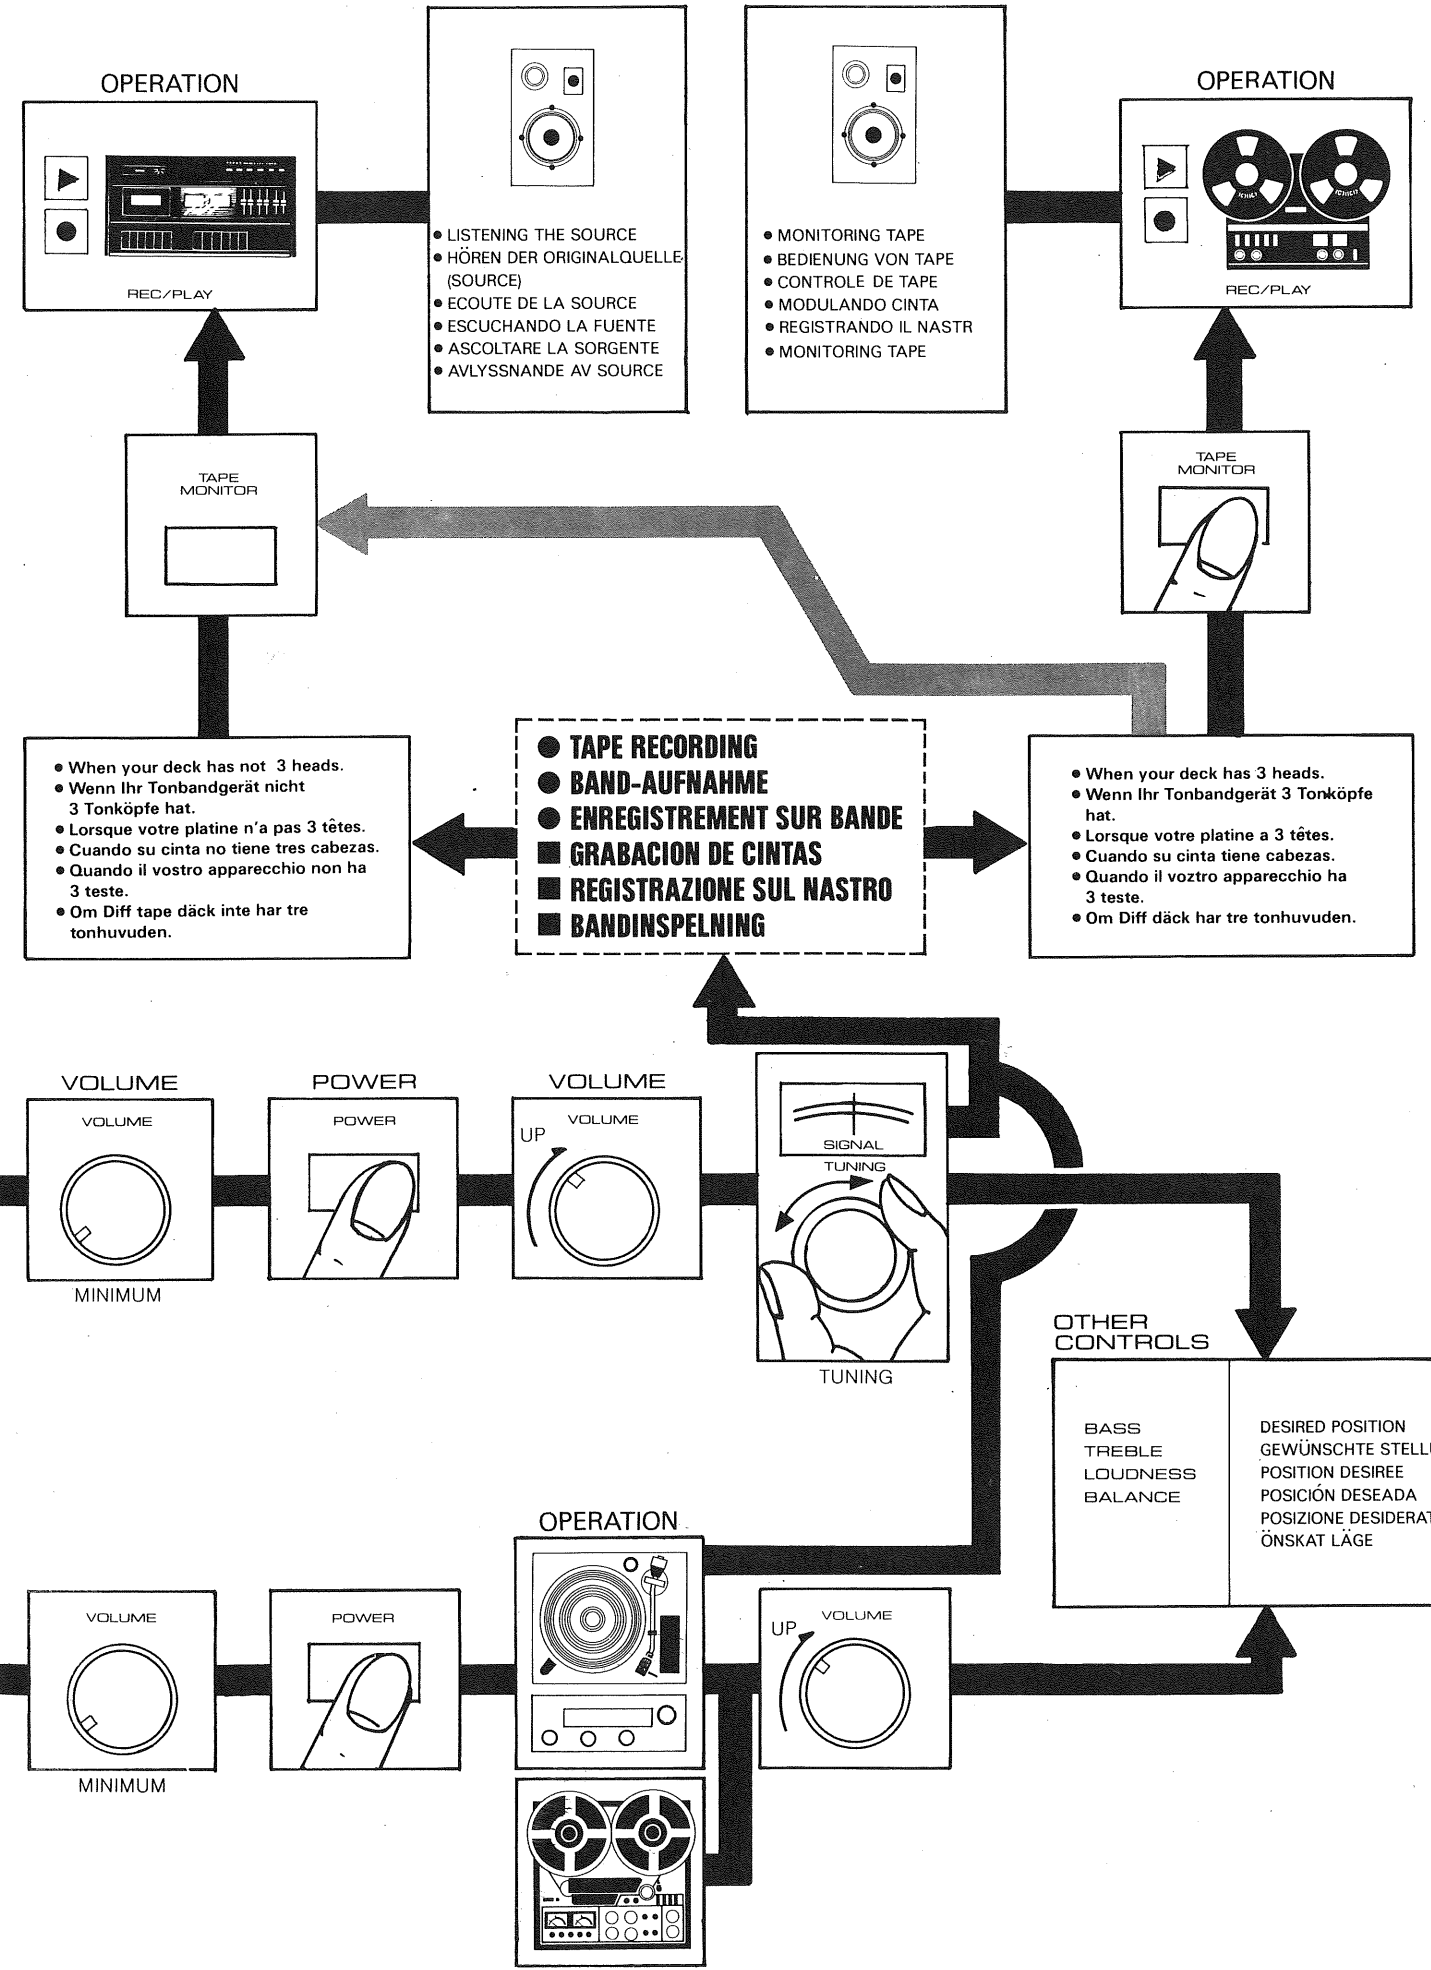 OPERATION
REC/PLAY
● LISTENING THE SOURCE
● HÖREN DER ORIGINALQUELLE
(SOURCE)
● ECOUTE DE LA SOURCE
● ESCUCHANDO LA FUENTE
● ASCOLTARE LA SORGENTE
● AVLYSSNANDE AV SOURCE
● MONITORING TAPE
● BEDIENUNG VON TAPE
● CONTROLE DE TAPE
● MODULANDO CINTA
● REGISTRANDO IL NASTR
● MONITORING TAPE
OPERATION
REC/PLAY
TAPE
MONITOR
TAPE
MONITOR
● When your deck has not 3 heads.
● Wenn Ihr Tonbandgerät nicht
3 Tonköpfe hat.
● Lorsque votre platine n'a pas 3 têtes.
● Cuando su cinta no tiene tres cabezas.
● Quando il vostro apparecchio non ha
3 teste.
● Om Diff tape däck inte har tre
tonhuvuden.
● TAPE RECORDING
● BAND-AUFNAHME
● ENREGISTREMENT SUR BANDE
■ GRABACION DE CINTAS
■ REGISTRAZIONE SUL NASTRO
■ BANDINSPELNING
● When your deck has 3 heads.
● Wenn Ihr Tonbandgerät 3 Tonköpfe
hat.
● Lorsque votre platine a 3 têtes.
● Cuando su cinta tiene cabezas.
● Quando il voztro apparecchio ha
3 teste.
● Om Diff däck har tre tonhuvuden.
VOLUME
VOLUME
MINIMUM
POWER
POWER
VOLUME
VOLUME
UP
SIGNAL
TUNING
TUNING
OTHER
CONTROLS
BASS
TREBLE
LOUDNESS
BALANCE
DESIRED POSITION
GEWÜNSCHTE STELLU
POSITION DESIREE
POSICIÓN DESEADA
POSIZIONE DESIDERAT
ÖNSKAT LÄGE
OPERATION
VOLUME
MINIMUM
POWER
VOLUME
UP